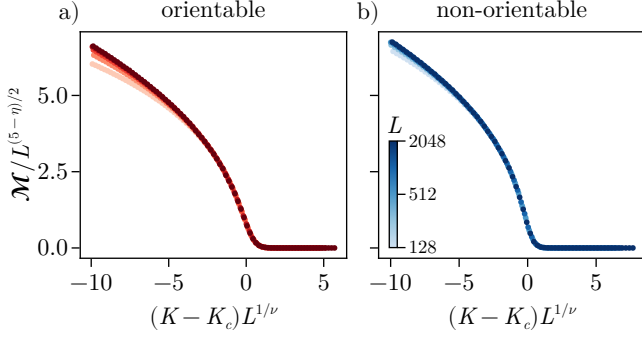 a) orientable
b) non-orientable
𝓜/L^{(5−η)/2}
5.0
2.5
0.0
L
2048
512
128
−10 −5 0 5
−10 −5 0 5
(K − K_c)L^{1/ν}
(K − K_c)L^{1/ν}